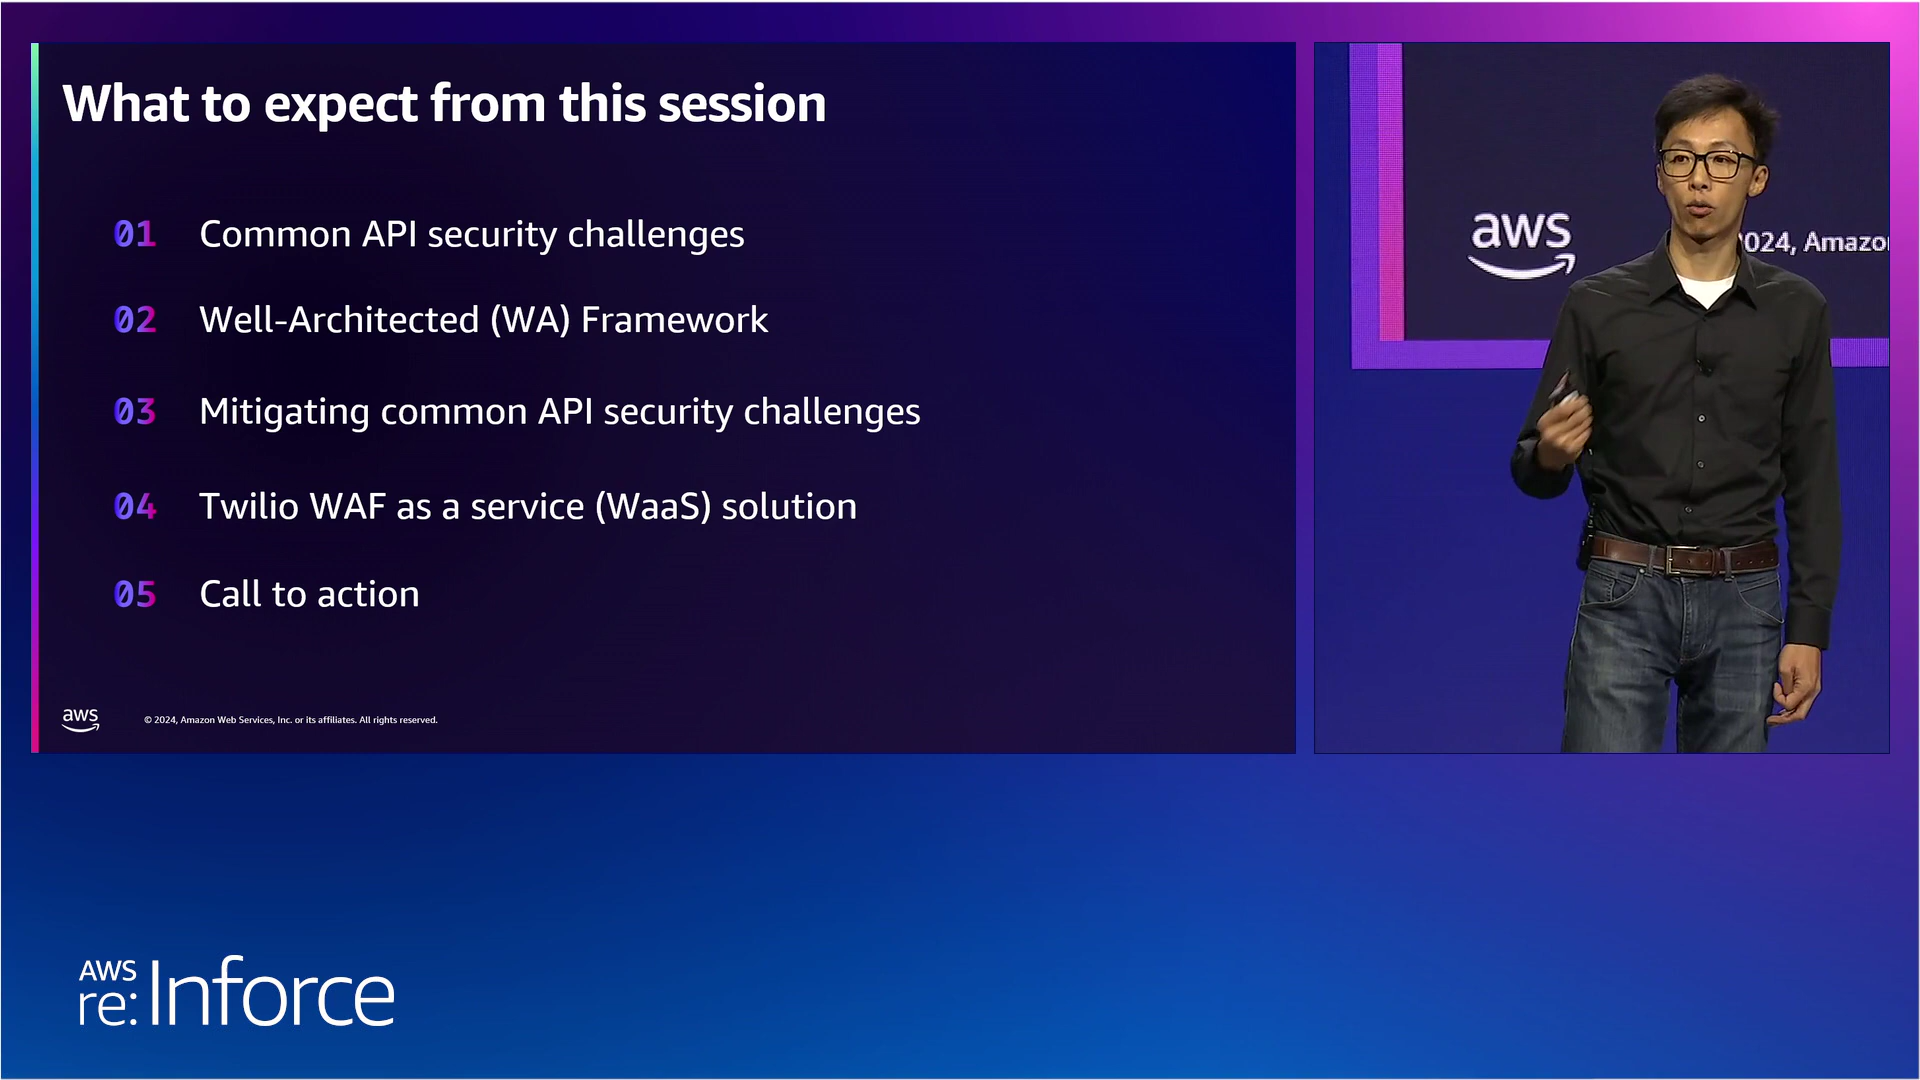 What to expect from this session
01 Common API security challenges
02 Well-Architected (WA) Framework
03 Mitigating common API security challenges
04 Twilio WAF as a service (WaaS) solution
05 Call to action
aws
© 2024, Amazon Web Services, Inc. or its affiliates. All rights reserved.
aws
024, Amazo
AWS
re:Inforce